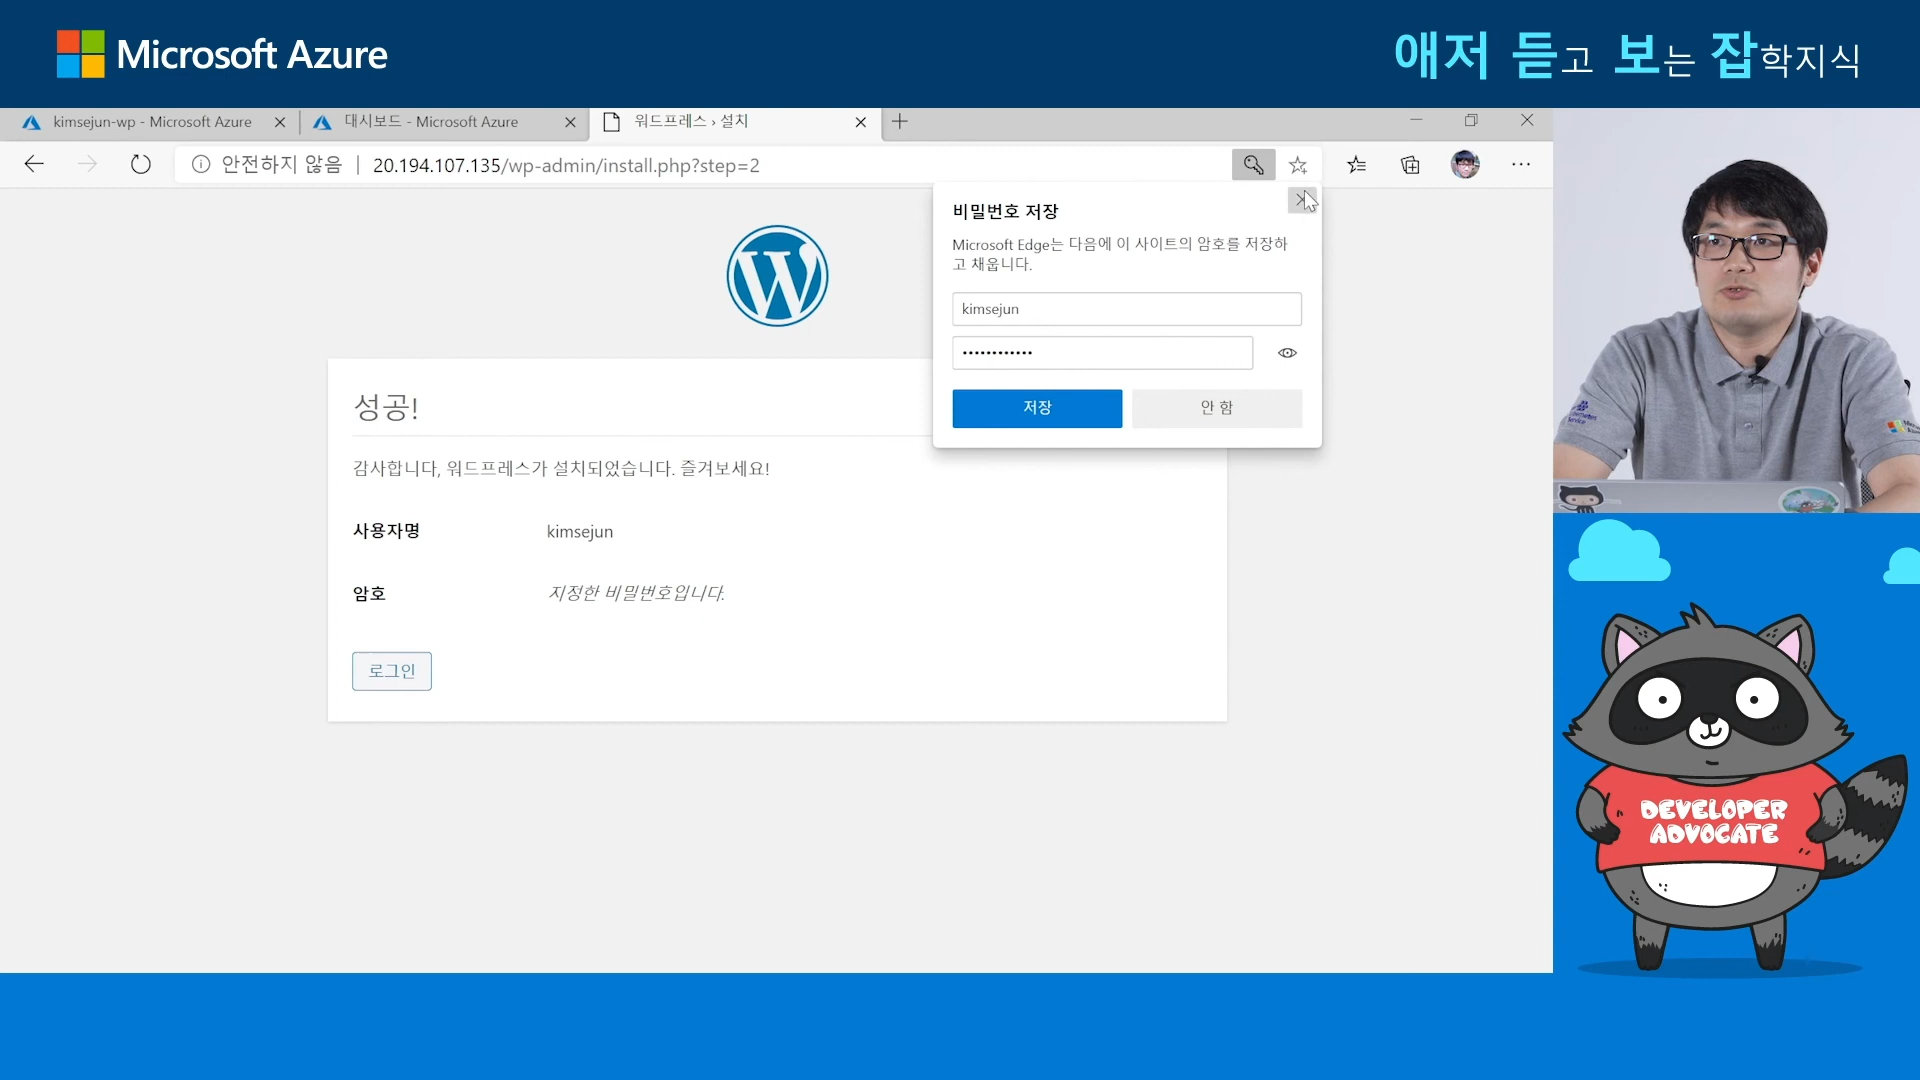 Microsoft Azure
애저 듣고 보는 잡학지식
kimsejun-wp - Microsoft Azure
대시보드 - Microsoft Azure
워드프레스 › 설치
안전하지 않음 | 20.194.107.135/wp-admin/install.php?step=2
비밀번호 저장
Microsoft Edge는 다음에 이 사이트의 암호를 저장하
고 채웁니다.
kimsejun
저장
안 함
성공!
감사합니다, 워드프레스가 설치되었습니다. 즐겨보세요!
사용자명 kimsejun
암호 지정한 비밀번호입니다.
로그인
DEVELOPER
ADVOCATE